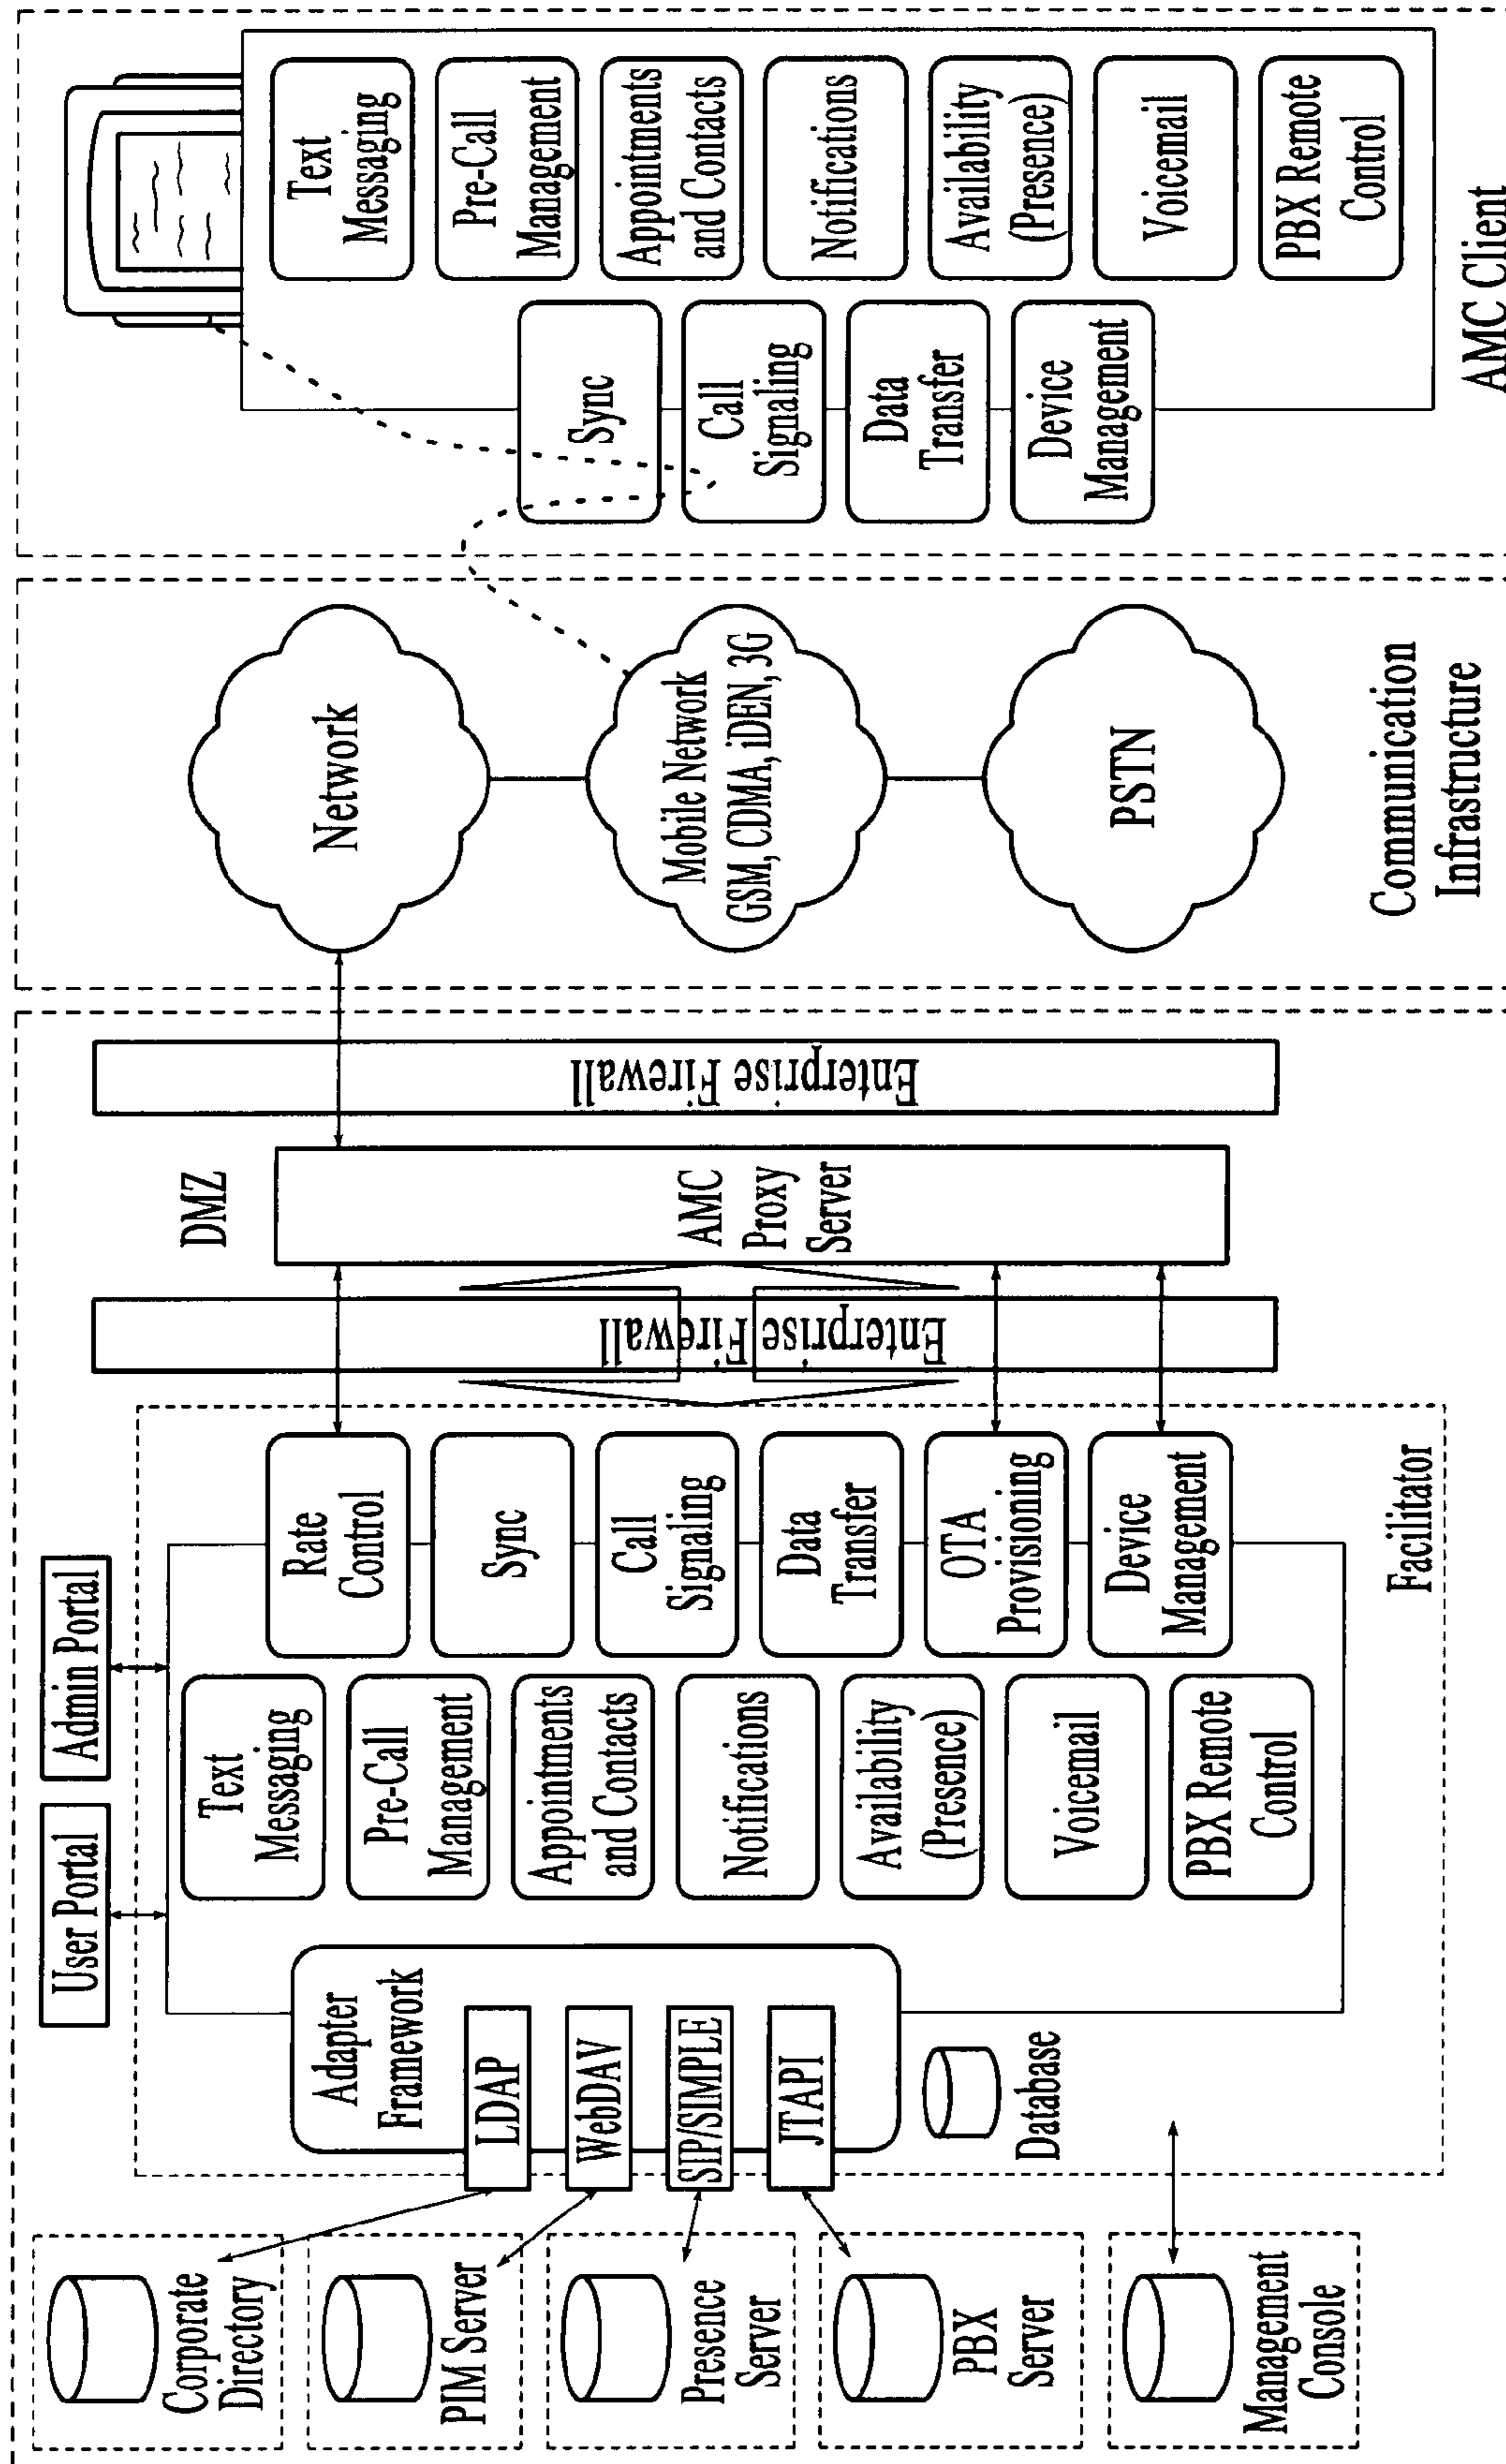 Corporate
Directory
PIM Server
Presence
Server
PBX
Server
Management
Console
User Portal
Admin Portal
Adapter
Framework
LDAP
WebDAV
SIP/SIMPLE
JTAPI
Database
Text
Messaging
Pre-Call
Management
Appointments
and Contacts
Notifications
Availability
(Presence)
Voicemail
PBX Remote
Control
Rate
Control
Sync
Call
Signaling
Data
Transfer
OTA
Provisioning
Device
Management
Facilitator
Enterprise Firewall
DMZ
AMC
Proxy
Server
Enterprise Firewall
Network
Mobile Network
GSM, CDMA, iDEN, 3G
PSTN
Communication
Infrastructure
Sync
Call
Signaling
Data
Transfer
Device
Management
Text
Messaging
Pre-Call
Management
Appointments
and Contacts
Notifications
Availability
(Presence)
Voicemail
PBX Remote
Control
AMC Client